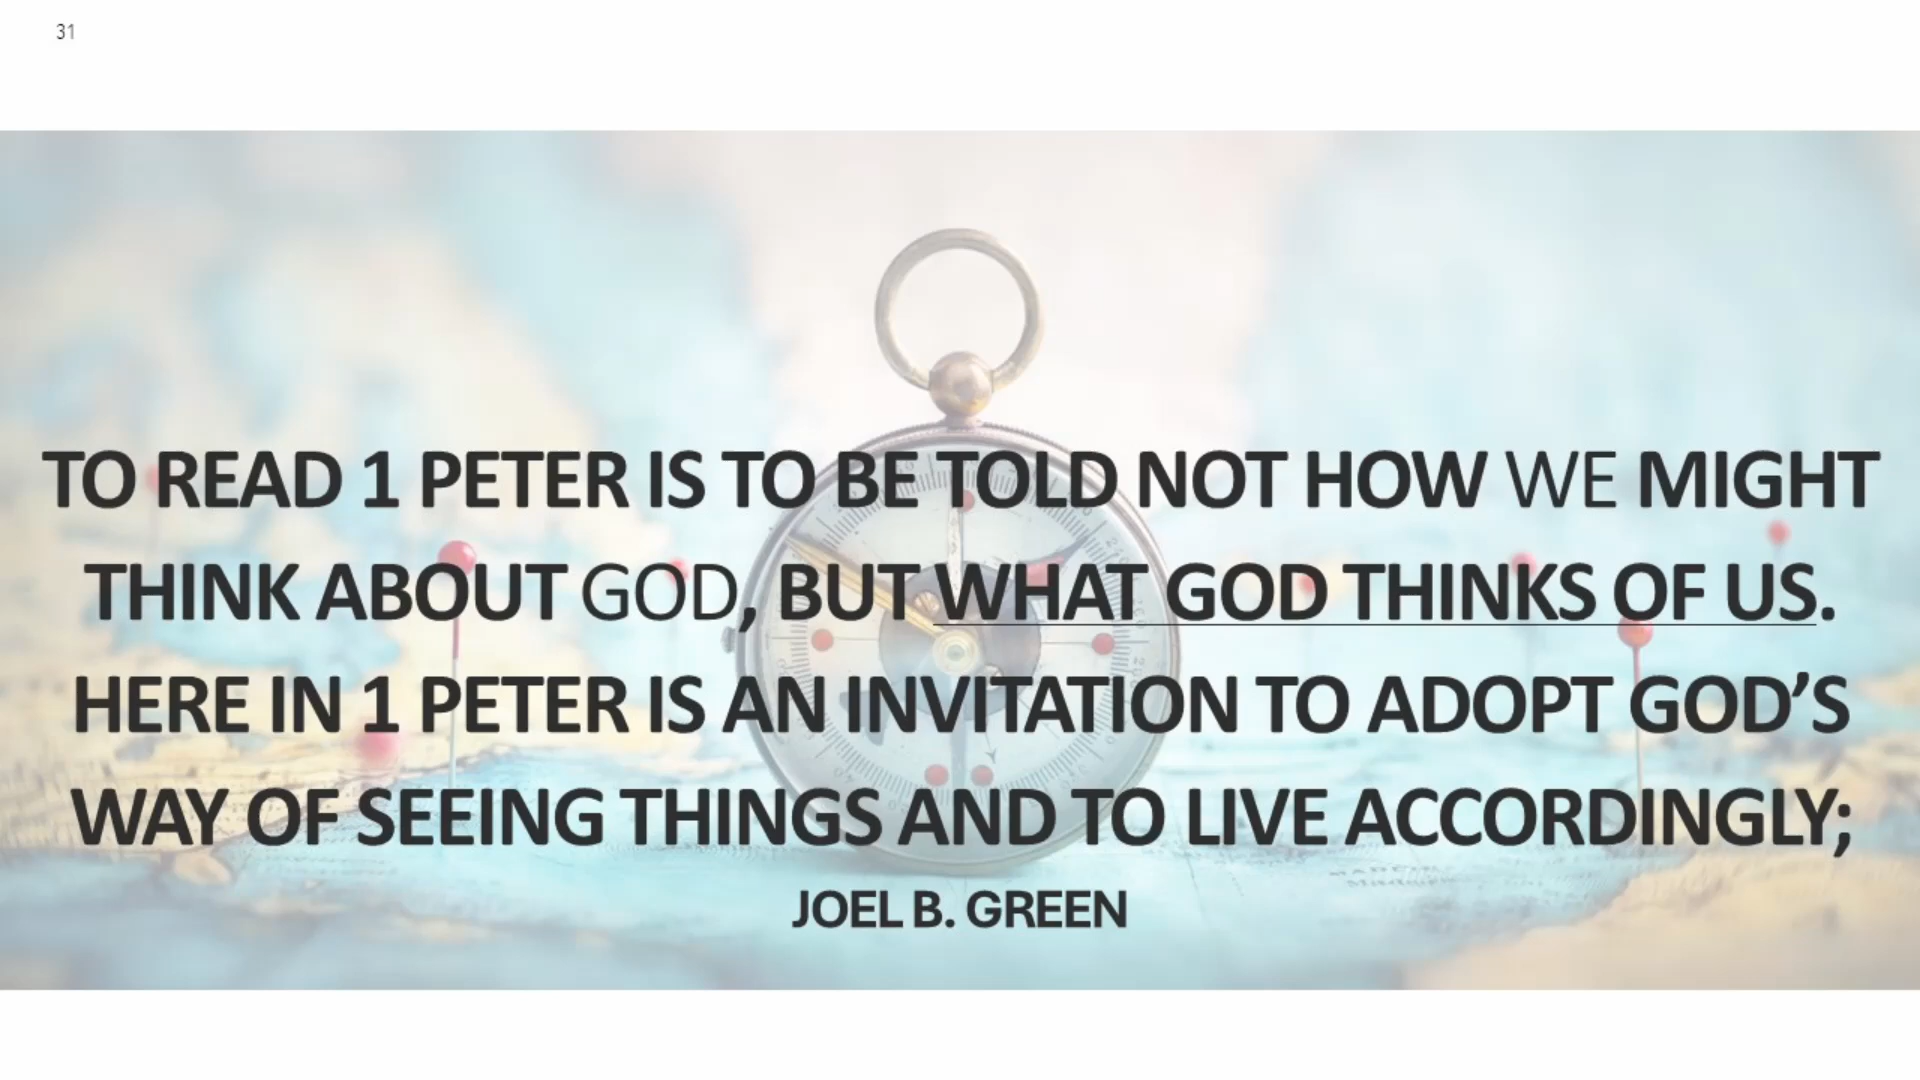 31
TO READ 1 PETER IS TO BE TOLD NOT HOW WE MIGHT
THINK ABOUT GOD, BUT WHAT GOD THINKS OF US.
HERE IN 1 PETER IS AN INVITATION TO ADOPT GOD’S
WAY OF SEEING THINGS AND TO LIVE ACCORDINGLY;
JOEL B. GREEN